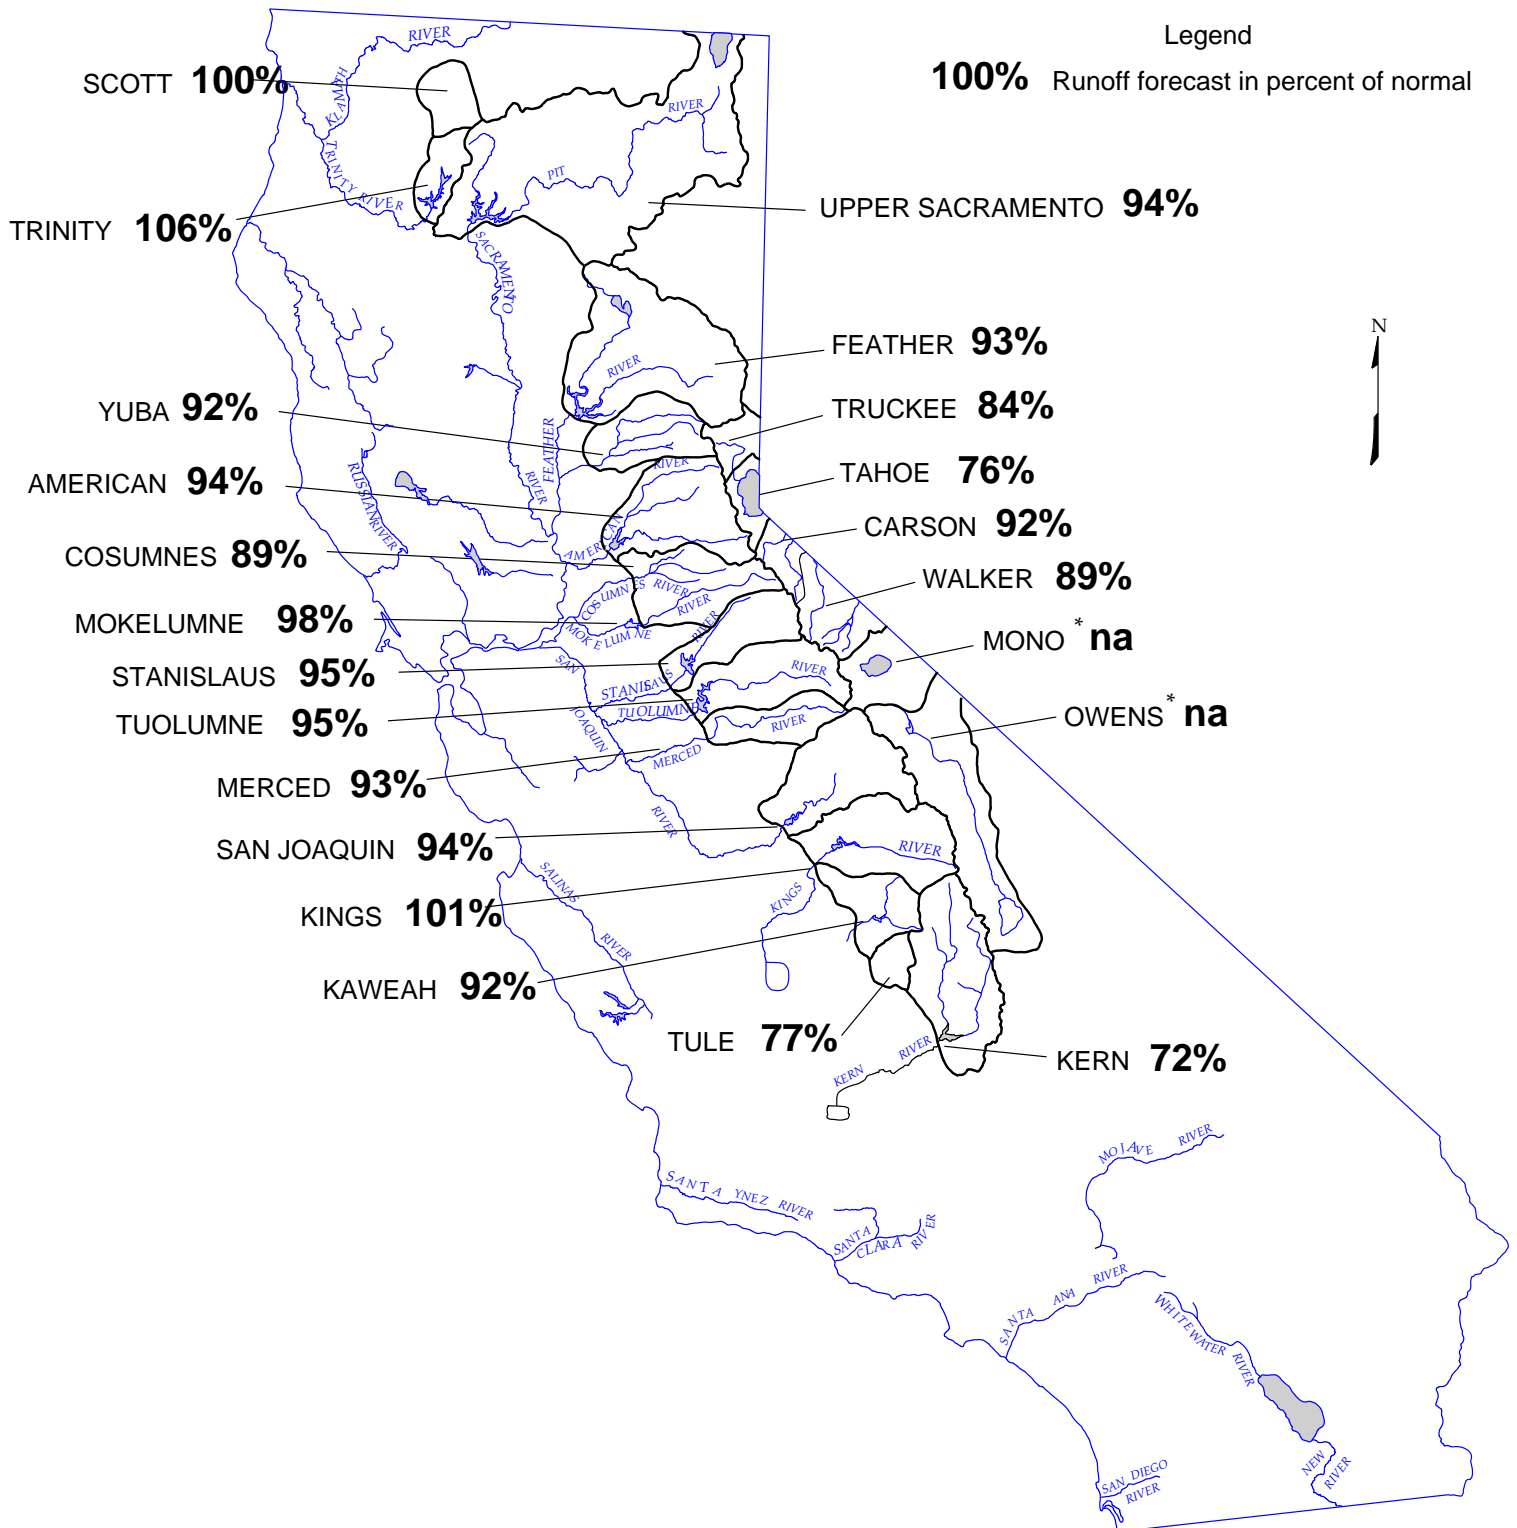 Legend
100% Runoff forecast in percent of normal
RIVER
KLAMATH
SCOTT 100%
TRINITY RIVER
RIVER
PIT
TRINITY 106%
UPPER SACRAMENTO 94%
SACRAMENTO
N
FEATHER 93%
RIVER
YUBA 92%
TRUCKEE 84%
FEATHER
RIVER
AMERICAN 94%
RIVER
TAHOE 76%
RUSSIAN RIVER
AMERICAN
CARSON 92%
COSUMNES 89%
COSUMNES RIVER
WALKER 89%
MOKELUMNE 98%
MOKELUMNE
RIVER
RIVER
MONO * na
STANISLAUS 95%
STANISLAUS
RIVER
SAN
JOAQUIN
RIVER
TUOLUMNE 95%
TUOLUMNE
RIVER
OWENS * na
MERCED
MERCED 93%
SAN JOAQUIN 94%
RIVER
SALINAS
RIVER
KINGS
KINGS 101%
KAWEAH 92%
TULE 77%
KERN RIVER
KERN 72%
MOJAVE RIVER
SANTA YNEZ RIVER
SANTA
CLARA
RIVER
SANTA ANA RIVER
WHITEWATER
RIVER
NEW
RIVER
SAN DIEGO
RIVER